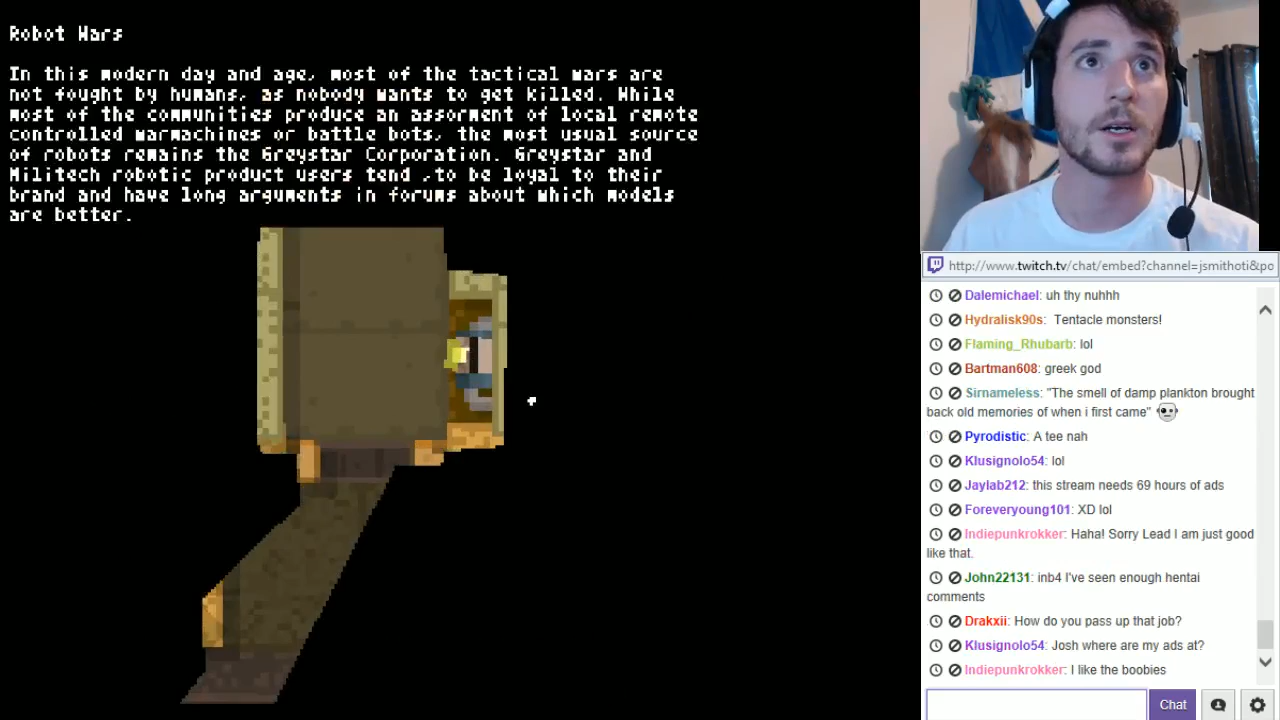 Robot Wars
In this modern day and age, most of the tactical wars are
not fought by humans, as nobody wants to get killed. While
most of the communities produce an assorment of local remote
controlled warmachines or battle bots, the most usual source
of robots remains the Greystar Corporation. Greystar and
Militech robotic product users tend ,to be loyal to their
brand and have long arguments in forums about which models
are better.
http://www.twitch.tv/chat/embed?channel=jsmithoti&po
Dalemichael: uh thy nuhhh
Hydralisk90s: Tentacle monsters!
Flaming_Rhubarb: lol
Bartman608: greek god
Sirnameless: "The smell of damp plankton brought
back old memories of when i first came"
Pyrodistic: A tee nah
Klusignolo54: lol
Jaylab212: this stream needs 69 hours of ads
Foreveryoung101: XD lol
Indiepunkrokker: Haha! Sorry Lead I am just good
like that.
John22131: inb4 I've seen enough hentai
comments
Drakxii: How do you pass up that job?
Klusignolo54: Josh where are my ads at?
Indiepunkrokker: I like the boobies
Chat